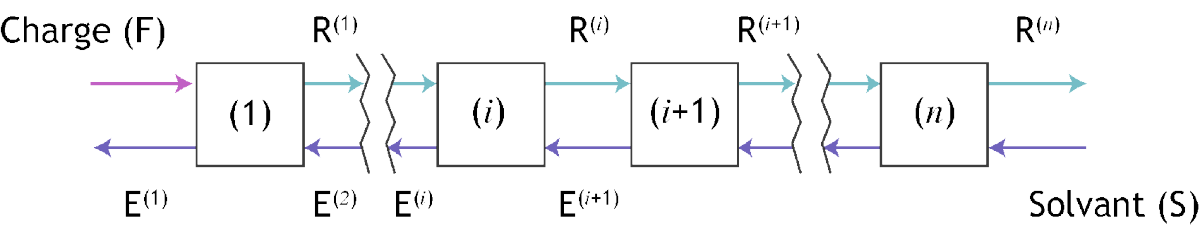 Charge (F) R⁽¹⁾ R⁽ⁱ⁾ R⁽ⁱ⁺¹⁾ R⁽ⁿ⁾
(1) (i) (i+1) (n)
E⁽¹⁾ E⁽²⁾ E⁽ⁱ⁾ E⁽ⁱ⁺¹⁾ Solvant (S)